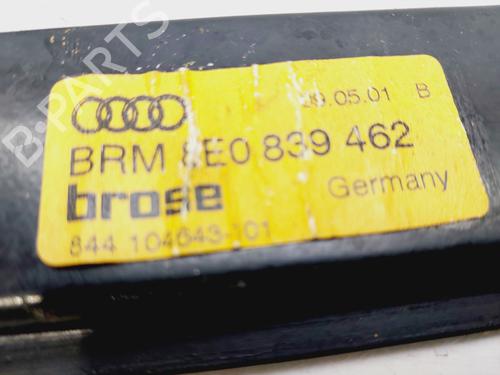 B-PARTS
29.05.01 B
BRM 8E0 839 462
brose Germany
844 104643-101